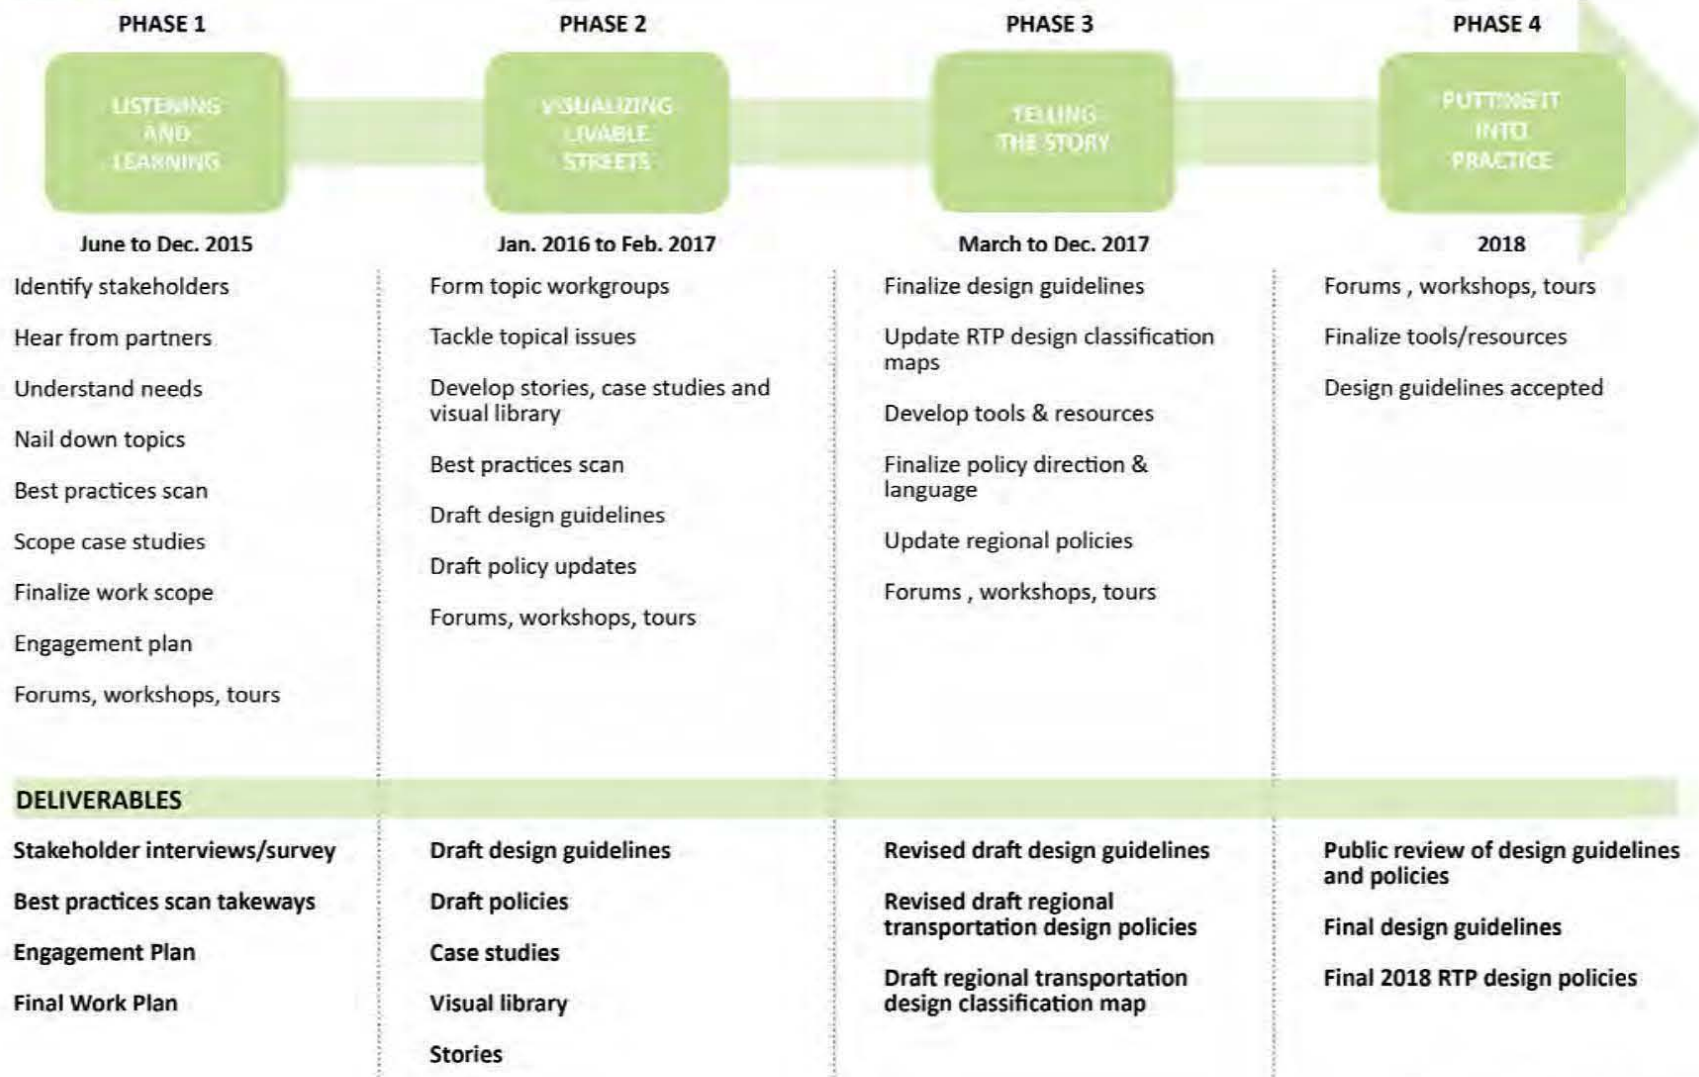 PHASE 1
LISTENING
AND
LEARNING
June to Dec. 2015
Identify stakeholders
Hear from partners
Understand needs
Nail down topics
Best practices scan
Scope case studies
Finalize work scope
Engagement plan
Forums, workshops, tours
PHASE 2
VISUALIZING
LIVABLE
STREETS
Jan. 2016 to Feb. 2017
Form topic workgroups
Tackle topical issues
Develop stories, case studies and
visual library
Best practices scan
Draft design guidelines
Draft policy updates
Forums, workshops, tours
PHASE 3
TELLING
THE STORY
March to Dec. 2017
Finalize design guidelines
Update RTP design classification
maps
Develop tools & resources
Finalize policy direction &
language
Update regional policies
Forums , workshops, tours
PHASE 4
PUTTING IT
INTO
PRACTICE
2018
Forums , workshops, tours
Finalize tools/resources
Design guidelines accepted
DELIVERABLES
Stakeholder interviews/survey
Best practices scan takeways
Engagement Plan
Final Work Plan
Draft design guidelines
Draft policies
Case studies
Visual library
Stories
Revised draft design guidelines
Revised draft regional
transportation design policies
Draft regional transportation
design classification map
Public review of design guidelines
and policies
Final design guidelines
Final 2018 RTP design policies